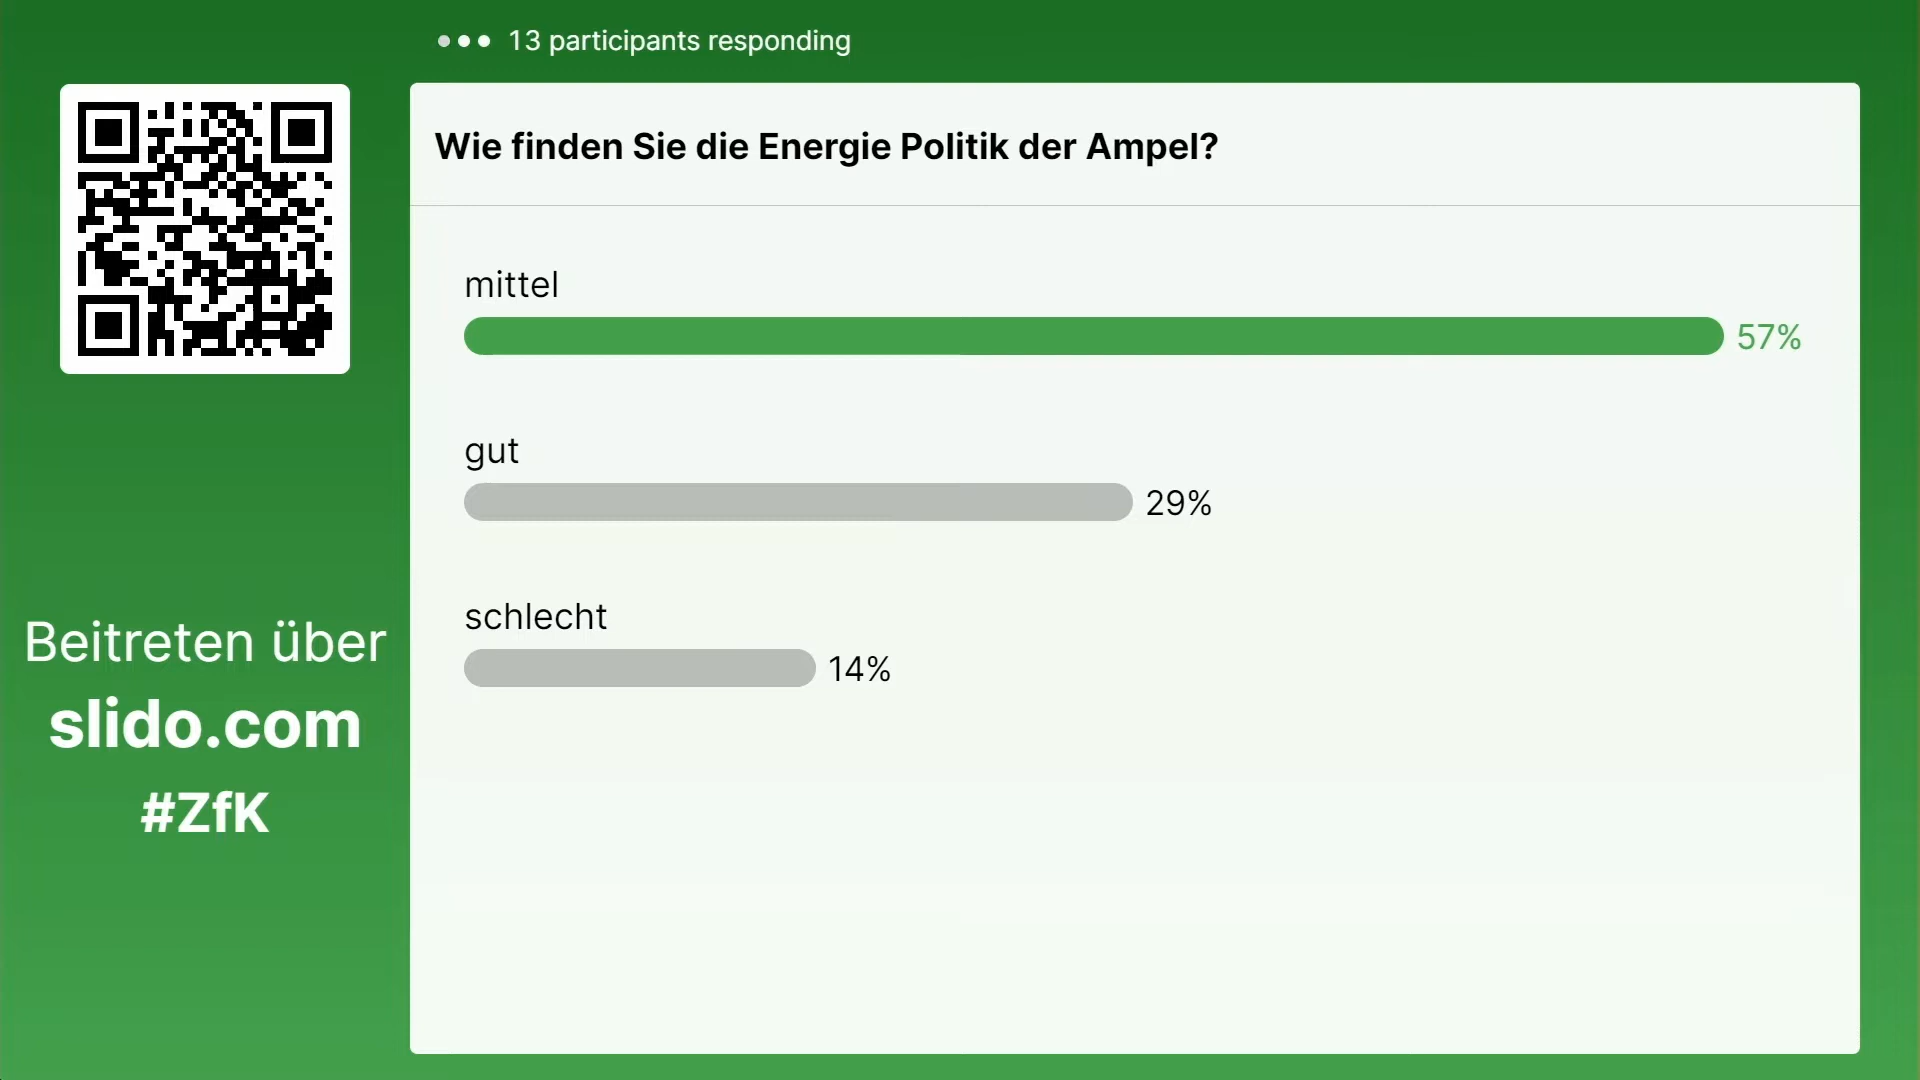 13 participants responding
Wie finden Sie die Energie Politik der Ampel?
mittel
57%
gut
29%
schlecht
14%
Beitreten über
slido.com
#ZfK